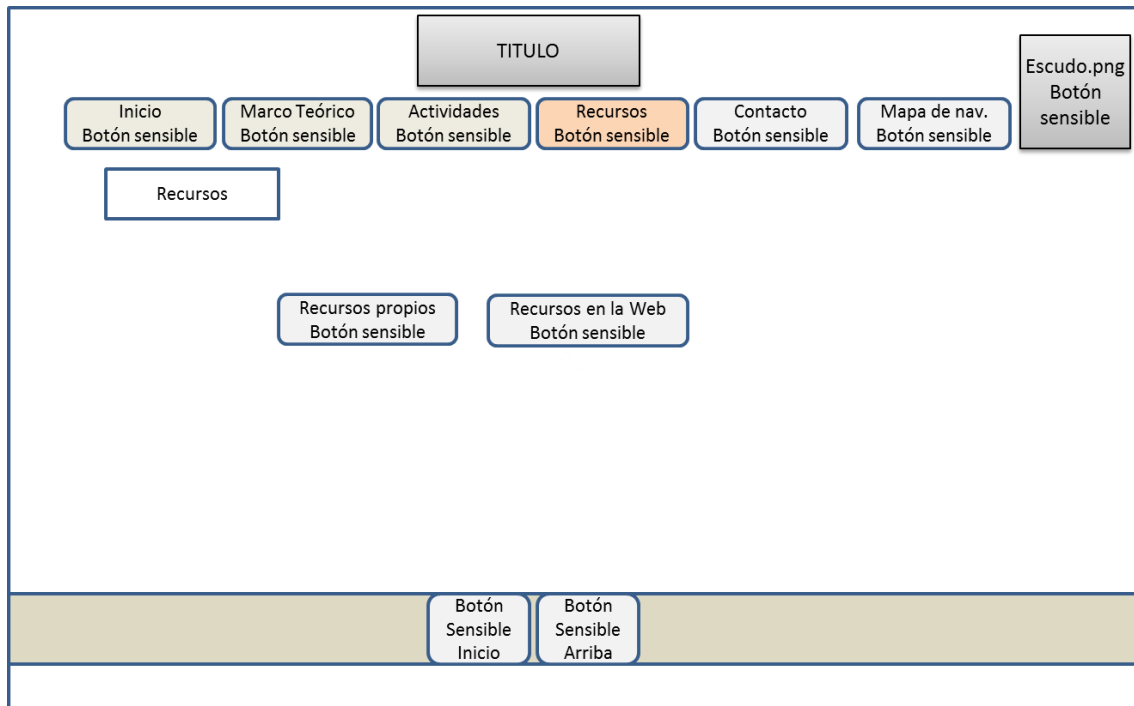 TITULO
Escudo.png
Botón
sensible
Inicio
Botón sensible
Marco Teórico
Botón sensible
Actividades
Botón sensible
Recursos
Botón sensible
Contacto
Botón sensible
Mapa de nav.
Botón sensible
Recursos
Recursos propios
Botón sensible
Recursos en la Web
Botón sensible
Botón
Sensible
Inicio
Botón
Sensible
Arriba